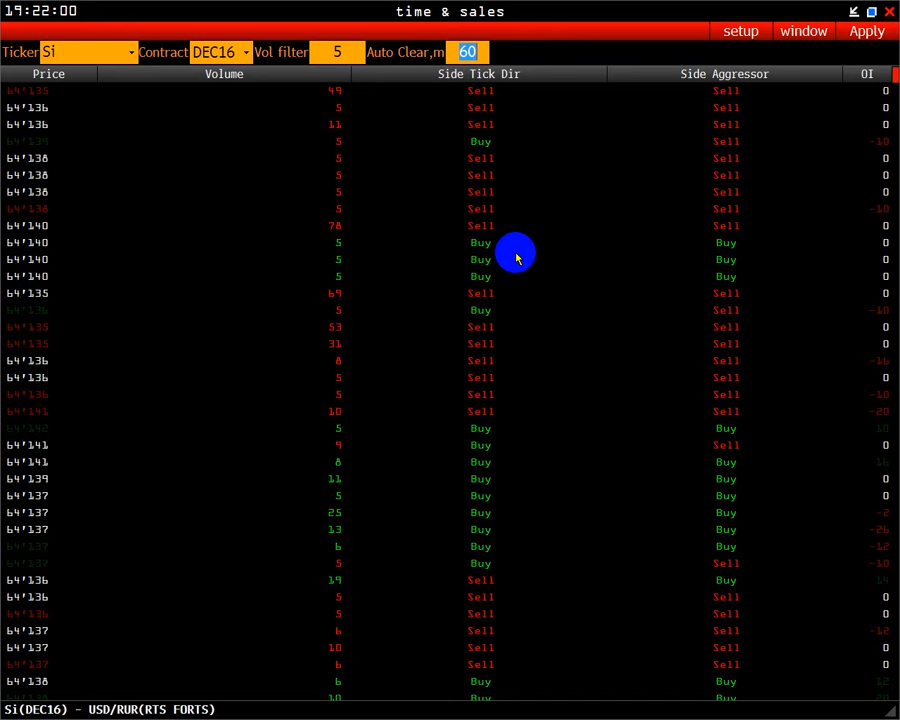 19:22:00 time & sales
setup window Apply
Ticker Si Contract DEC16 Vol filter 5 Auto Clear,m 60
Price Volume Side Tick Dir Side Aggressor OI
64'135 49 Sell Sell 0
64'136 5 Sell Sell 0
64'136 11 Sell Sell 0
64'139 5 Buy Sell -10
64'138 5 Sell Sell 0
64'138 5 Sell Sell 0
64'138 5 Sell Sell 0
64'138 5 Sell Sell -10
64'140 78 Sell Sell 0
64'140 5 Buy Buy 0
64'140 5 Buy Buy 0
64'140 5 Buy Buy 0
64'135 69 Sell Sell 0
64'136 5 Buy Sell -10
64'135 53 Sell Sell 0
64'135 31 Sell Sell 0
64'136 8 Sell Sell -16
64'136 5 Sell Sell 0
64'136 5 Sell Sell -10
64'141 10 Sell Sell -20
64'142 5 Buy Buy 10
64'141 9 Buy Sell 0
64'141 8 Buy Buy 16
64'139 11 Buy Buy 0
64'137 5 Buy Buy 0
64'137 25 Buy Buy -2
64'137 13 Buy Buy -26
64'137 6 Buy Buy -12
64'137 5 Buy Sell -10
64'136 19 Sell Buy 14
64'136 5 Sell Sell 0
64'136 5 Sell Sell 0
64'137 6 Sell Sell -12
64'137 10 Sell Sell 0
64'137 6 Sell Sell 0
64'138 6 Buy Buy 12
64'138 10 Buy Buy 20
Si(DEC16) - USD/RUR(RTS FORTS)